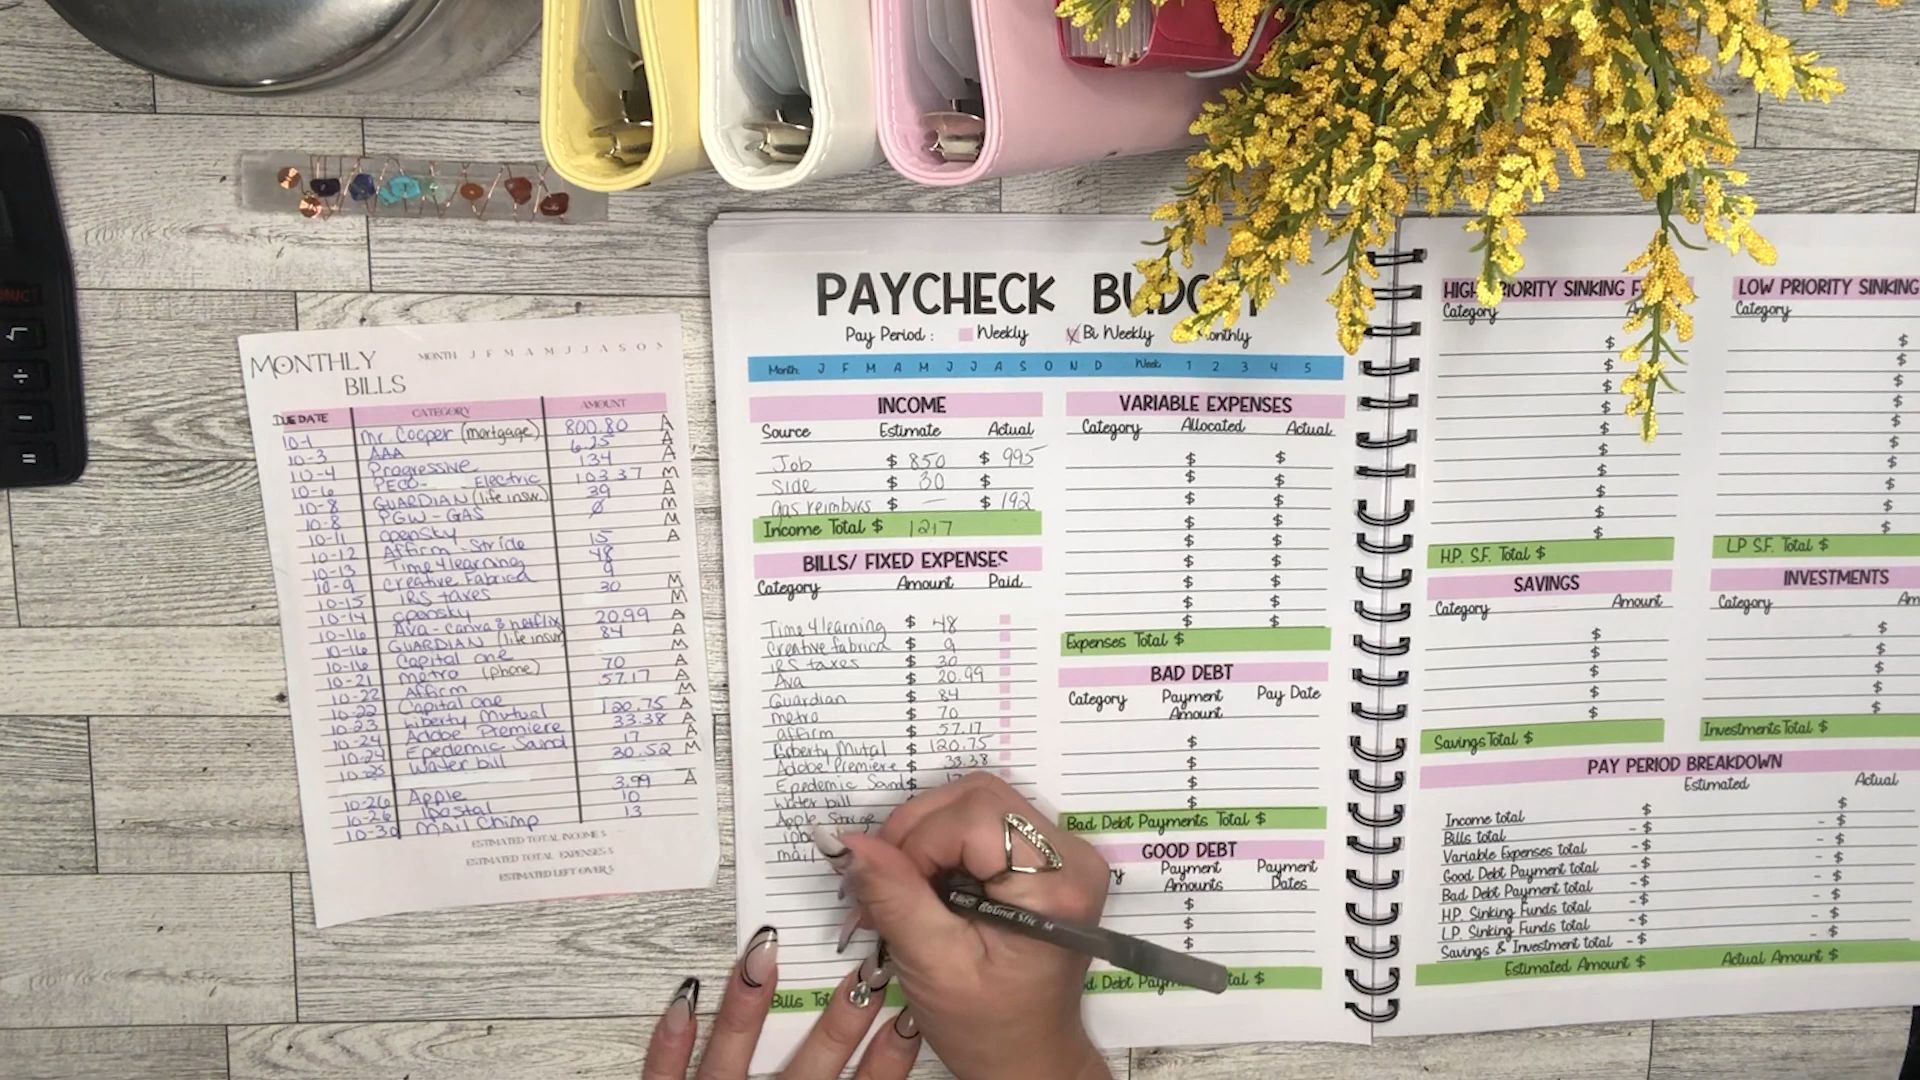 MONTHLY BILLS
MONTH J F M A M J J A S O N
DUE DATE CATEGORY AMOUNT
10-1 Mr. Cooper (mortgage) 800.80 A
10-3 AAA 6.25 A
10-4 Progressive 134 A
10-6 PECO- Electric 103.37 M
10-8 GUARDIAN (life insur.) 39 A
10-8 PGW - GAS ∅ M
10-11 opensky M
10-12 Affirm - Stride 15 A
10-13 Time4learning 48
10-9 Creative Fabrica 9
10-15 IRS taxes 30 M
10-14 opensky M
10-16 Ava - Canva & netflix 20.99 A
10-16 GUARDIAN (life insur) 84 A
10-16 Capital one A
10-21 Metro (phone) 70 A
10-22 Affirm 57.17 A
10-22 Capital one M
10-23 Liberty Mutual 120.75 A
10-24 Adobe Premiere 33.38 A
10-24 Epedemic Sound 17 A
10-25 Water bill 30.52 M
10-26 Apple 3.99 A
10-26 ipostal 10
10-30 MAIL Chimp 13
ESTIMATED TOTAL INCOME $
ESTIMATED TOTAL EXPENSES $
ESTIMATED LEFT OVER $
PAYCHECK
Pay Period : Weekly Bi Weekly Monthly
Month: J F M A M J J A S O N D Week: 1 2 3 4 5
INCOME
Source Estimate Actual
Job $ 850 $ 995
Side $ 30
gas reimburs $ — $ 192
Income Total $ 1217
BILLS/ FIXED EXPENSES
Category Amount Paid
Time 4 learning $ 48
Creative fabrica $ 9
IRS taxes $ 30
Ava $ 20.99
Guardian $ 84
metro $ 70
affirm $ 57.17
Liberty Mutal $ 120.75
Adobe Premiere $ 33.38
Epedemic Sound $
Water bill
Apple Storage
mail
Bills
VARIABLE EXPENSES
Category Allocated Actual
$ $
$ $
$ $
$ $
$ $
$ $
$ $
$ $
$ $
Expenses Total $
BAD DEBT
Category Payment Amount Pay Date
$
$
$
$
Bad Debt Payments Total $
GOOD DEBT
Payment Amounts Payment Dates
$
$
$
Debt $
BIC Round Stic M
HIGH PRIORITY SINKING
Category
$
$
$
$
$
$
$
$
$
$
H.P. S.F. Total $
LOW PRIORITY SINKING
Category
$
$
$
$
$
$
$
$
$
$
L.P S.F. Total $
SAVINGS
Category Amount
$
$
$
$
$
Savings Total $
INVESTMENTS
Category
$
$
$
$
$
Investments Total $
PAY PERIOD BREAKDOWN
Estimated Actual
Income total $ $
Bills total - $ - $
Variable Expenses total - $ - $
Good Debt Payment total - $ - $
Bad Debt Payment total - $ - $
H.P. Sinking Funds total - $ - $
L.P. Sinking Funds total - $ - $
Savings & Investment total - $ - $
Estimated Amount $ Actual Amount $